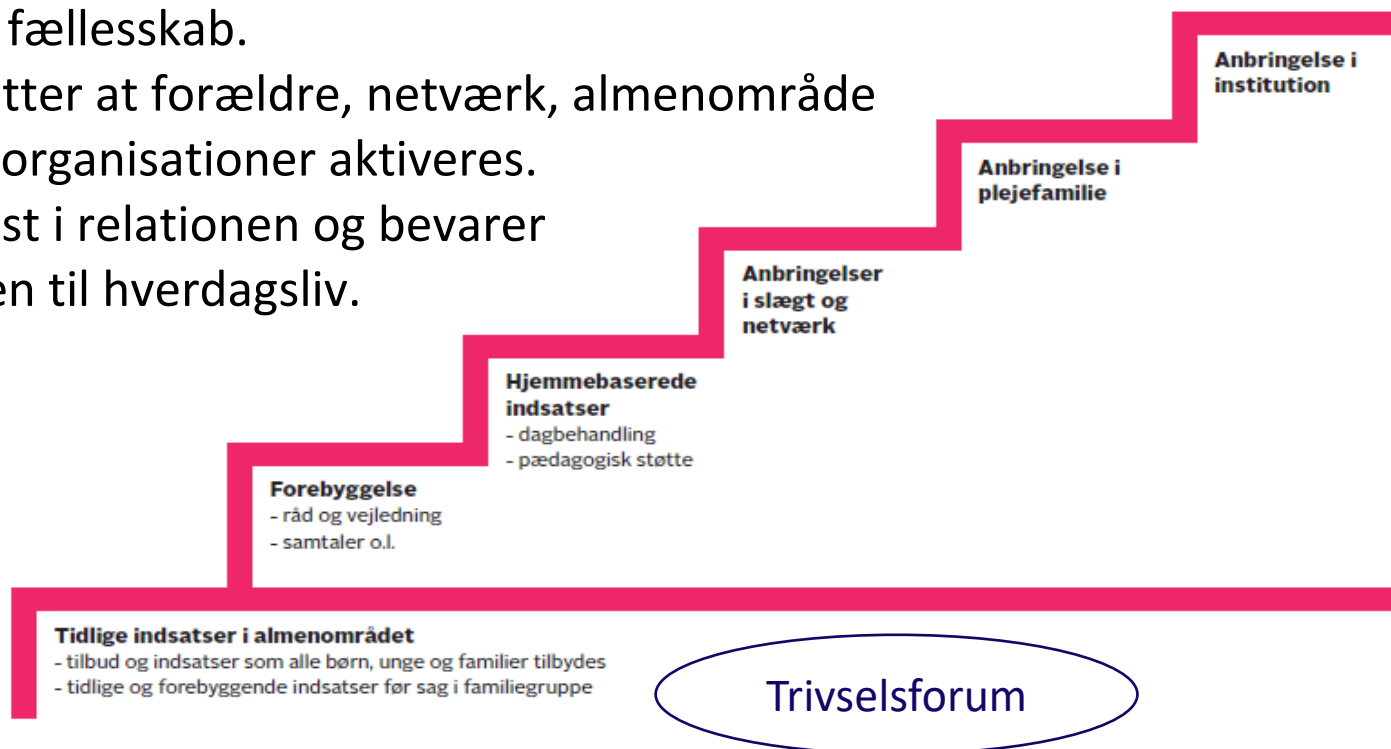 fællesskab.
tter at forældre, netværk, almenområde
organisationer aktiveres.
st i relationen og bevarer
en til hverdagsliv.
Anbringelse i
institution
Anbringelse i
plejefamilie
Anbringelser
i slægt og
netværk
Hjemmebaserede
indsatser
- dagbehandling
- pædagogisk støtte
Forebyggelse
- råd og vejledning
- samtaler o.l.
Tidlige indsatser i almenområdet
- tilbud og indsatser som alle børn, unge og familier tilbydes
- tidlige og forebyggende indsatser før sag i familiegruppe
Trivselsforum